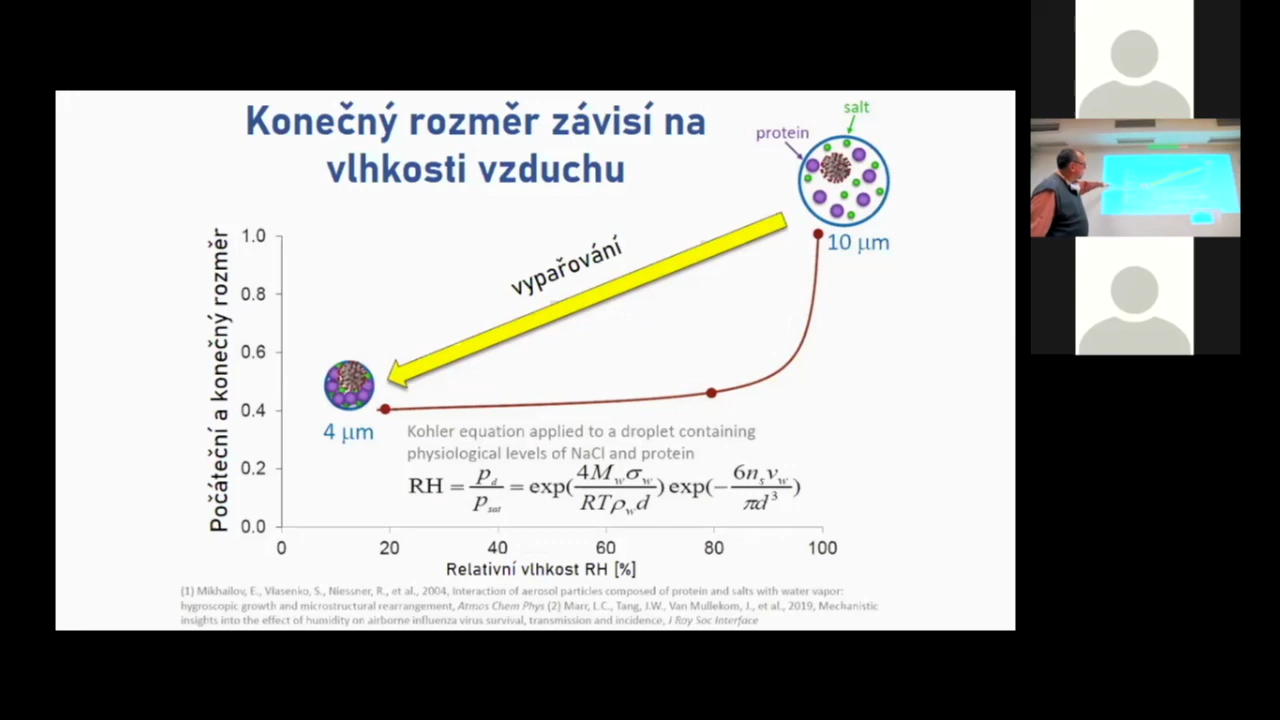 Konečný rozměr závisí na
vlhkosti vzduchu
salt
protein
10 µm
vypařování
4 µm
Počáteční a konečný rozměr
1.0
0.8
0.6
0.4
0.2
0.0
Kohler equation applied to a droplet containing
physiological levels of NaCl and protein
RH = p_d / p_sat = exp(4M_w σ_w / RTρ_w d) exp(− 6n_s v_w / πd³)
0 20 40 60 80 100
Relativní vlhkost RH [%]
(1) Mikhailov, E., Vlasenko, S., Niessner, R., et al., 2004, Interaction of aerosol particles composed of protein and salts with water vapor:
hygroscopic growth and microstructural rearrangement, Atmos Chem Phys (2) Marr, L.C., Tang, J.W., Van Mullekom, J., et al., 2019, Mechanistic
insights into the effect of humidity on airborne influenza virus survival, transmission and incidence, J Roy Soc Interface